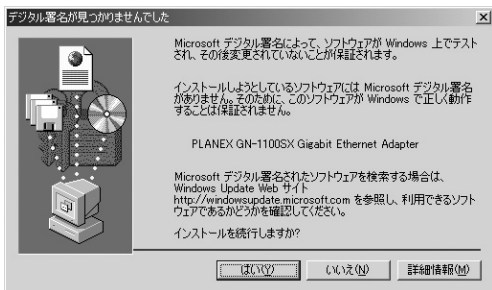 デジタル署名が見つかりませんでした
Microsoft デジタル署名によって、ソフトウェアが Windows 上でテスト
され、その後変更されていないことが保証されます。
インストールしようとしているソフトウェアには Microsoft デジタル署名
がありません。そのために、このソフトウェアが Windows で正しく動作
することは保証されません。
PLANEX GN-1100SX Gigabit Ethernet Adapter
Microsoft デジタル署名されたソフトウェアを検索する場合は、
Windows Update Web サイト
http://windowsupdate.microsoft.com を参照し、利用できるソフト
ウェアであるかどうかを確認してください。
インストールを続行しますか?
はい(Y) いいえ(N) 詳細情報(M)